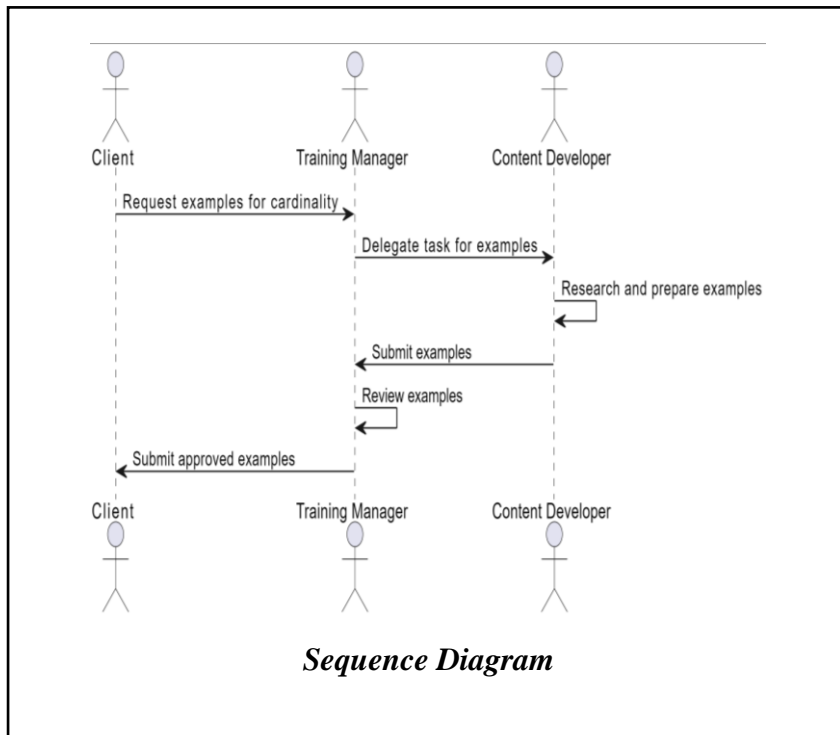 Client Training Manager Content Developer
Request examples for cardinality
Delegate task for examples
Research and prepare examples
Submit examples
Review examples
Submit approved examples
Client Training Manager Content Developer
Sequence Diagram